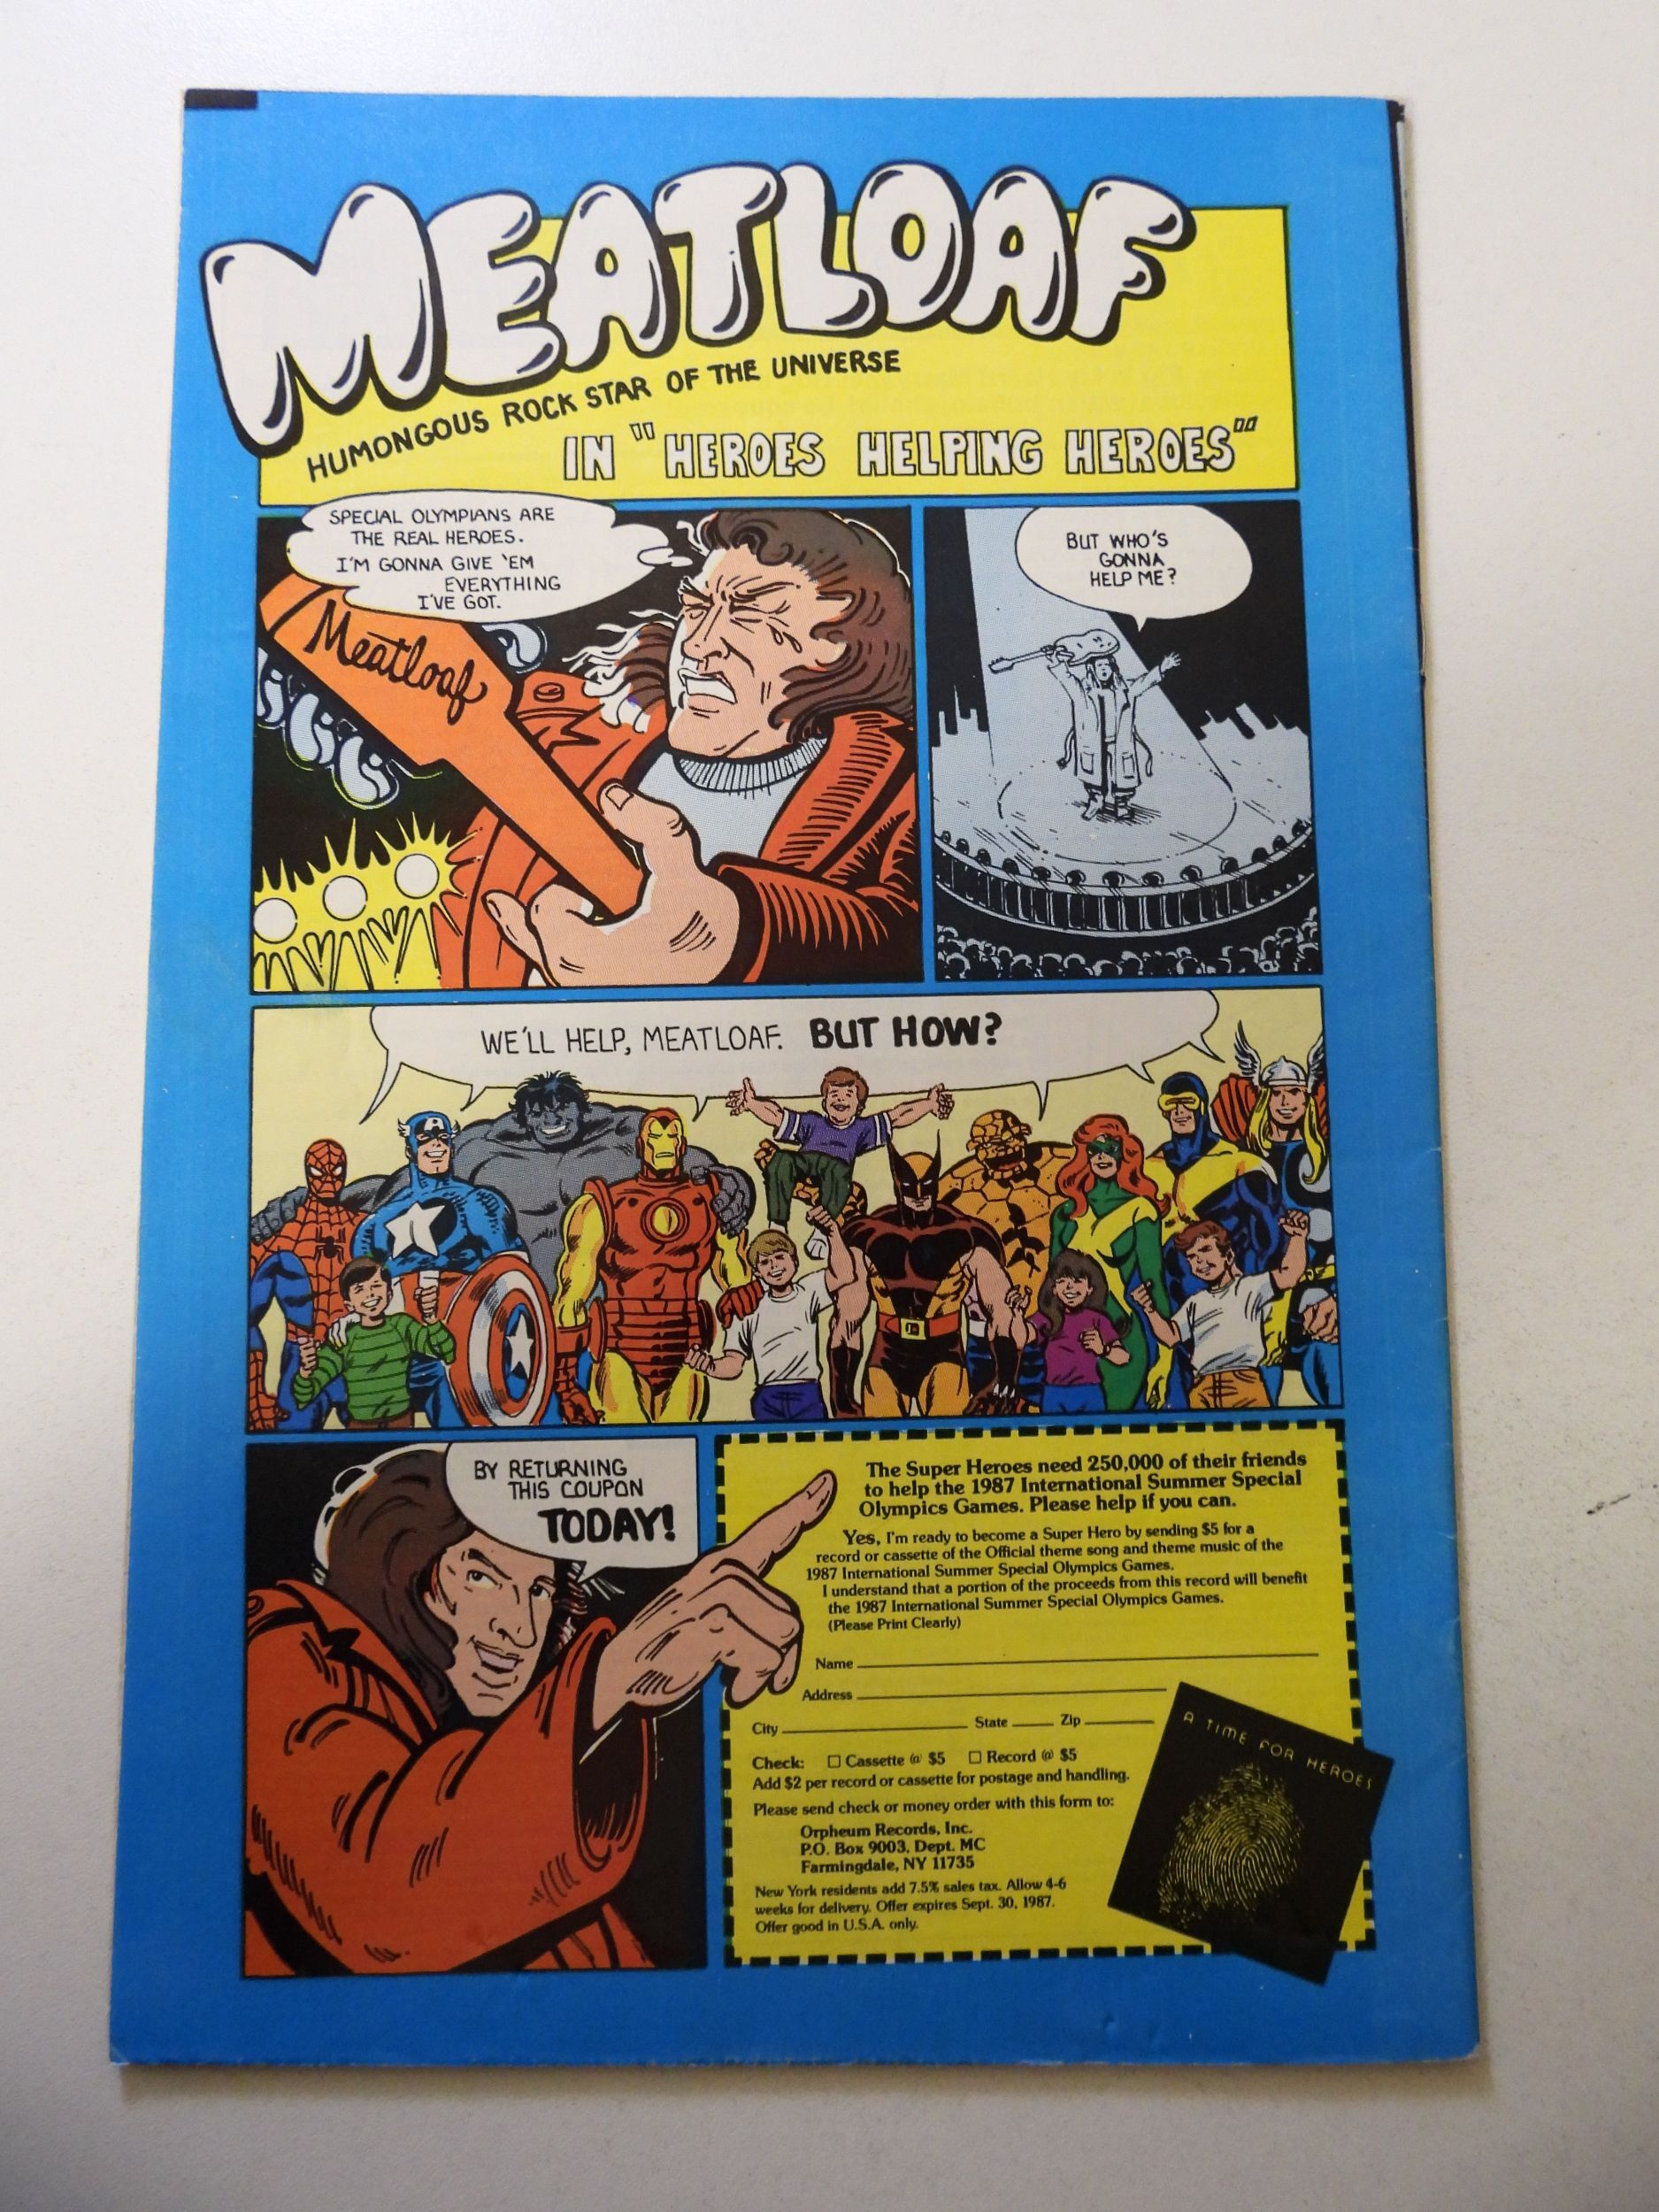 MEATLOAF
HUMONGOUS ROCK STAR OF THE UNIVERSE
IN "HEROES HELPING HEROES"
SPECIAL OLYMPIANS ARE
THE REAL HEROES.
I'M GONNA GIVE 'EM
EVERYTHING
I'VE GOT.
Meatloaf
BUT WHO'S
GONNA
HELP ME?
WE'LL HELP, MEATLOAF. BUT HOW?
BY RETURNING
THIS COUPON
TODAY!
The Super Heroes need 250,000 of their friends
to help the 1987 International Summer Special
Olympics Games. Please help if you can.
Yes, I'm ready to become a Super Hero by sending $5 for a
record or cassette of the Official theme song and theme music of the
1987 International Summer Special Olympics Games.
I understand that a portion of the proceeds from this record will benefit
the 1987 International Summer Special Olympics Games.
(Please Print Clearly)
Name
Address
City State Zip
Check: ☐ Cassette @ $5 ☐ Record @ $5
Add $2 per record or cassette for postage and handling.
Please send check or money order with this form to:
Orpheum Records, Inc.
P.O. Box 9003, Dept. MC
Farmingdale, NY 11735
New York residents add 7.5% sales tax. Allow 4-6
weeks for delivery. Offer expires Sept. 30, 1987.
Offer good in U.S.A. only.
A TIME FOR HEROES